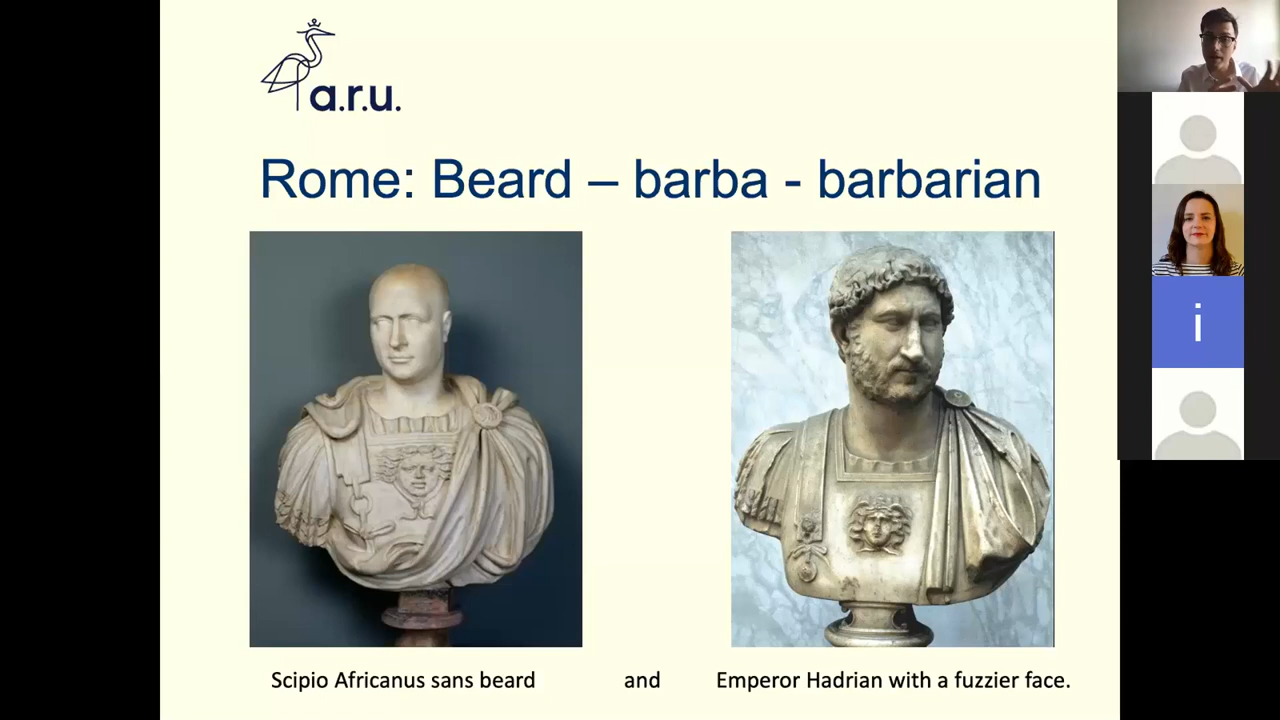 a.r.u.
Rome: Beard – barba - barbarian
Scipio Africanus sans beard
and
Emperor Hadrian with a fuzzier face.
i